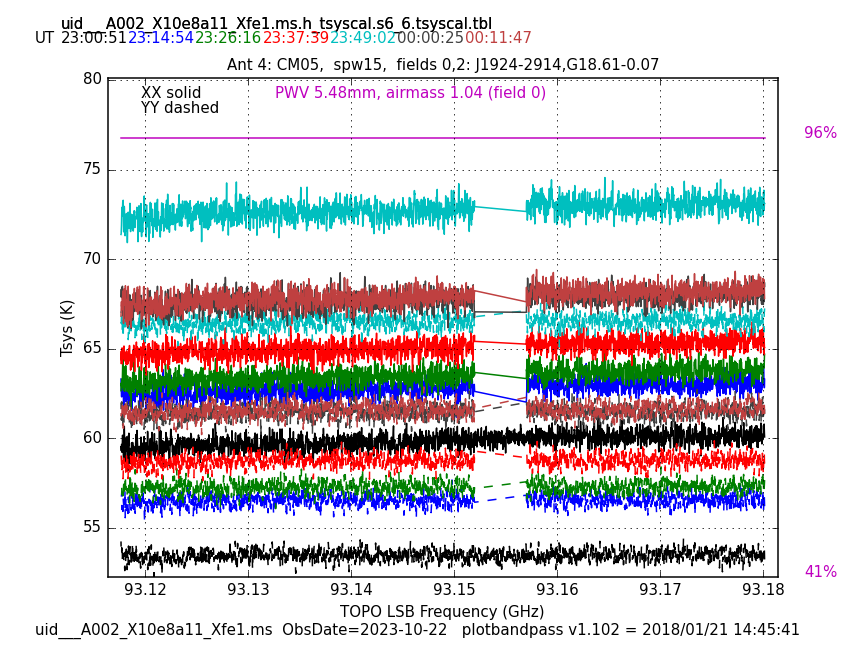 uid___A002_X10e8a11_Xfe1.ms.h_tsyscal.s6_6.tsyscal.tbl
UT 23:00:51 23:14:54 23:26:16 23:37:39 23:49:02 00:00:25 00:11:47
Ant 4: CM05, spw15, fields 0,2: J1924-2914,G18.61-0.07
XX solid
YY dashed
PWV 5.48mm, airmass 1.04 (field 0)
80
96%
75
70
65
60
55
41%
Tsys (K)
93.12 93.13 93.14 93.15 93.16 93.17 93.18
TOPO LSB Frequency (GHz)
uid___A002_X10e8a11_Xfe1.ms ObsDate=2023-10-22 plotbandpass v1.102 = 2018/01/21 14:45:41